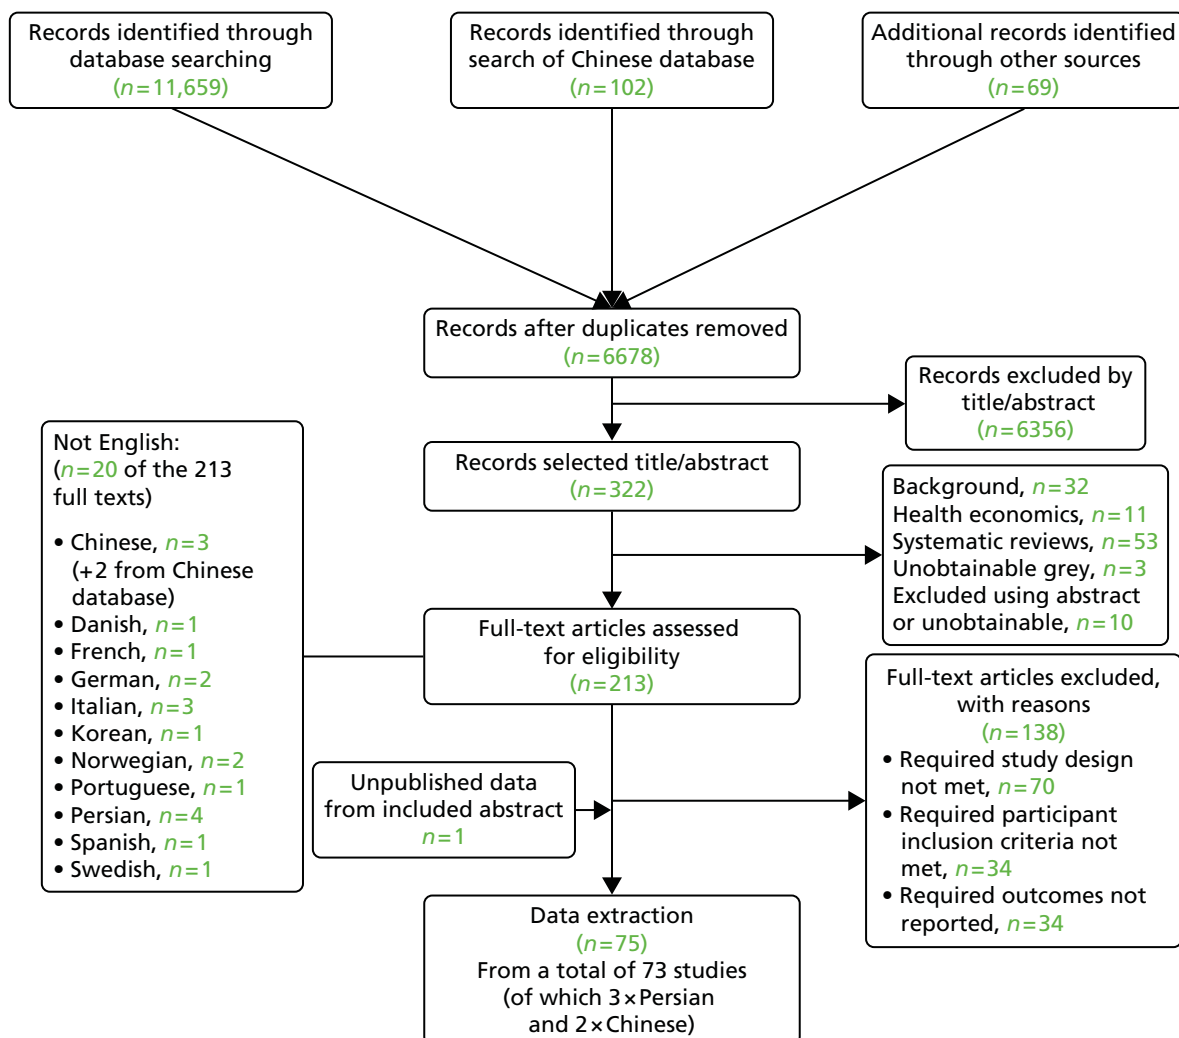 Records identified through
database searching
(n=11,659)
Records identified through
search of Chinese database
(n=102)
Additional records identified
through other sources
(n=69)
Records after duplicates removed
(n=6678)
Records excluded by
title/abstract
(n=6356)
Records selected title/abstract
(n=322)
Background, n=32
Health economics, n=11
Systematic reviews, n=53
Unobtainable grey, n=3
Excluded using abstract
or unobtainable, n=10
Not English:
(n=20 of the 213
full texts)
• Chinese, n=3
(+2 from Chinese
database)
• Danish, n=1
• French, n=1
• German, n=2
• Italian, n=3
• Korean, n=1
• Norwegian, n=2
• Portuguese, n=1
• Persian, n=4
• Spanish, n=1
• Swedish, n=1
Full-text articles assessed
for eligibility
(n=213)
Full-text articles excluded,
with reasons
(n=138)
• Required study design
not met, n=70
• Required participant
inclusion criteria not
met, n=34
• Required outcomes not
reported, n=34
Unpublished data
from included abstract
n=1
Data extraction
(n=75)
From a total of 73 studies
(of which 3×Persian
and 2×Chinese)